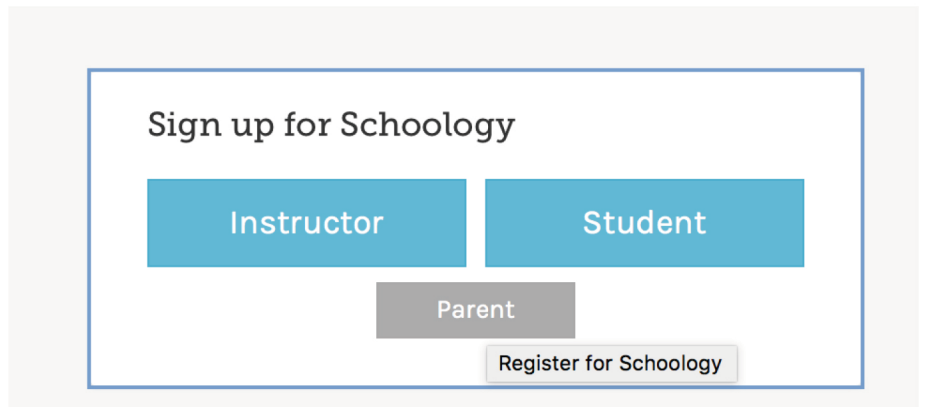 Sign up for Schoology
Instructor Student
Parent
Register for Schoology